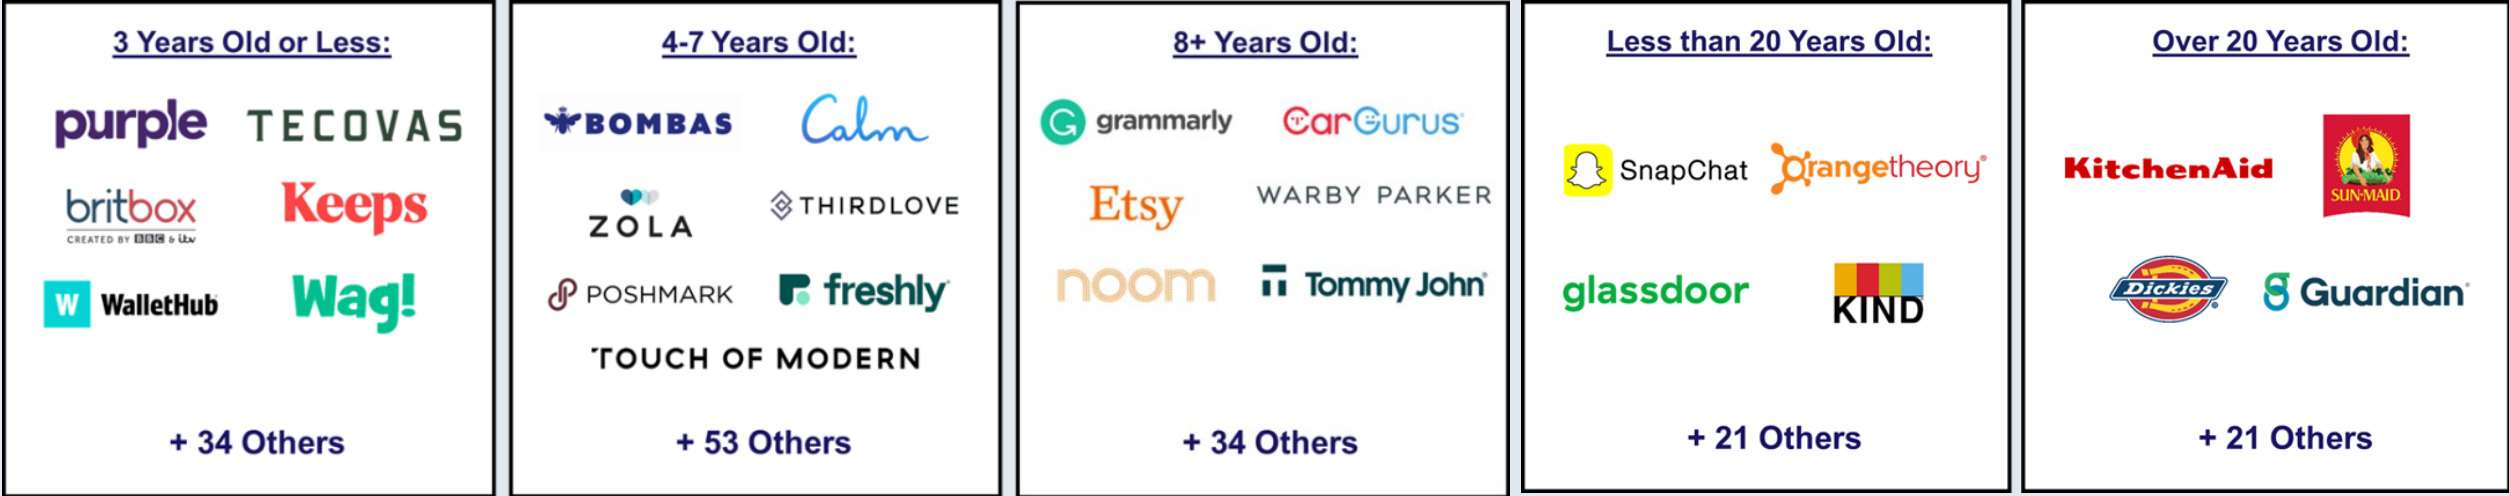 3 Years Old or Less:
purple TECOVAS
britbox Keeps
CREATED BY BBC & itv
W WalletHub Wag!
+ 34 Others
4-7 Years Old:
BOMBAS Calm
ZOLA THIRDLOVE
POSHMARK freshly
TOUCH OF MODERN
+ 53 Others
8+ Years Old:
G grammarly CarGurus
Etsy WARBY PARKER
noom Tommy John
+ 34 Others
Less than 20 Years Old:
SnapChat Orangetheory®
glassdoor KIND
+ 21 Others
Over 20 Years Old:
KitchenAid SUN-MAID
Dickies® Guardian
+ 21 Others